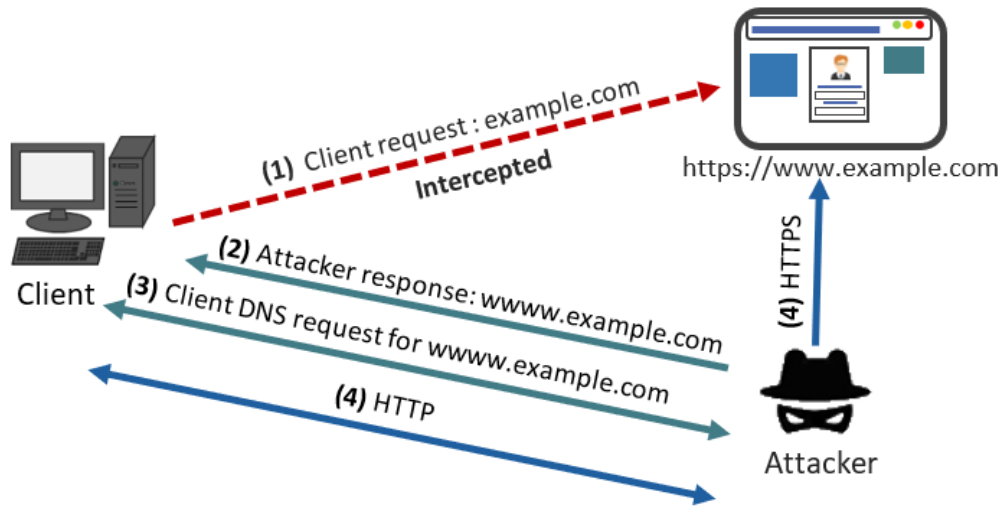 (1) Client request : example.com
Intercepted
https://www.example.com
(2) Attacker response: wwww.example.com
(3) Client DNS request for wwww.example.com
(4) HTTPS
Client
(4) HTTP
Attacker